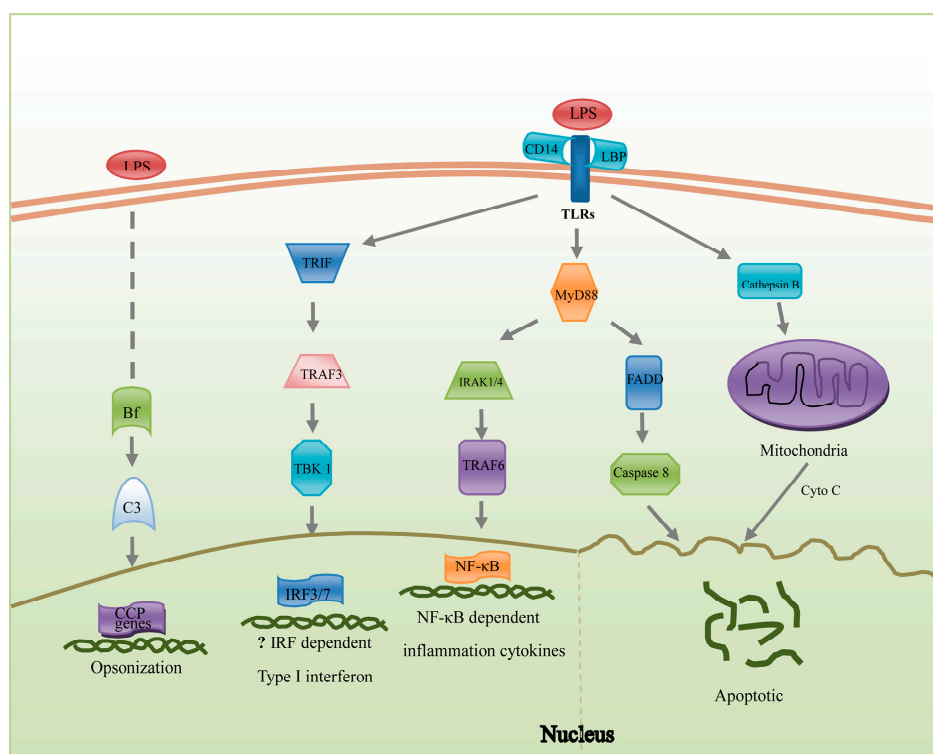 LPS
CD14
LBP
TLRs
LPS
Bf
C3
CCP
genes
Opsonization
TRIF
TRAF3
TBK 1
IRF3/7
? IRF dependent
Type I interferon
MyD88
IRAK1/4
TRAF6
NF-κB
NF-κB dependent
inflammation cytokines
FADD
Caspase 8
Cathepsin B
Mitochondria
Cyto C
Apoptotic
Nucleus